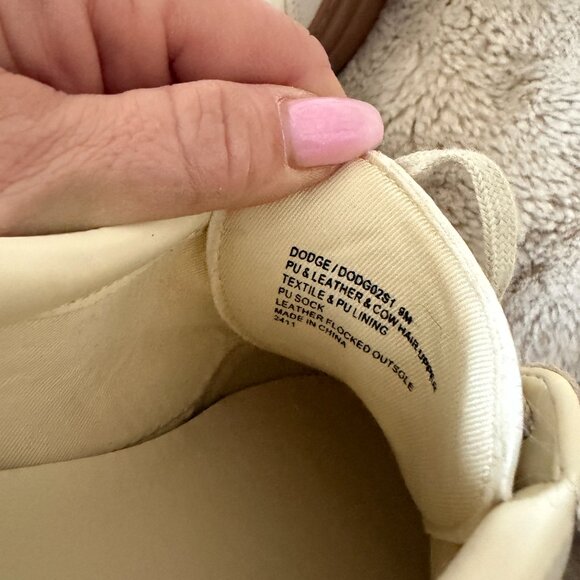 DODGE / DODG02S1 9M
PU & LEATHER & COW HAIR UPPER
TEXTILE & PU LINING
PU SOCK
LEATHER FLOCKED OUTSOLE
MADE IN CHINA
2411